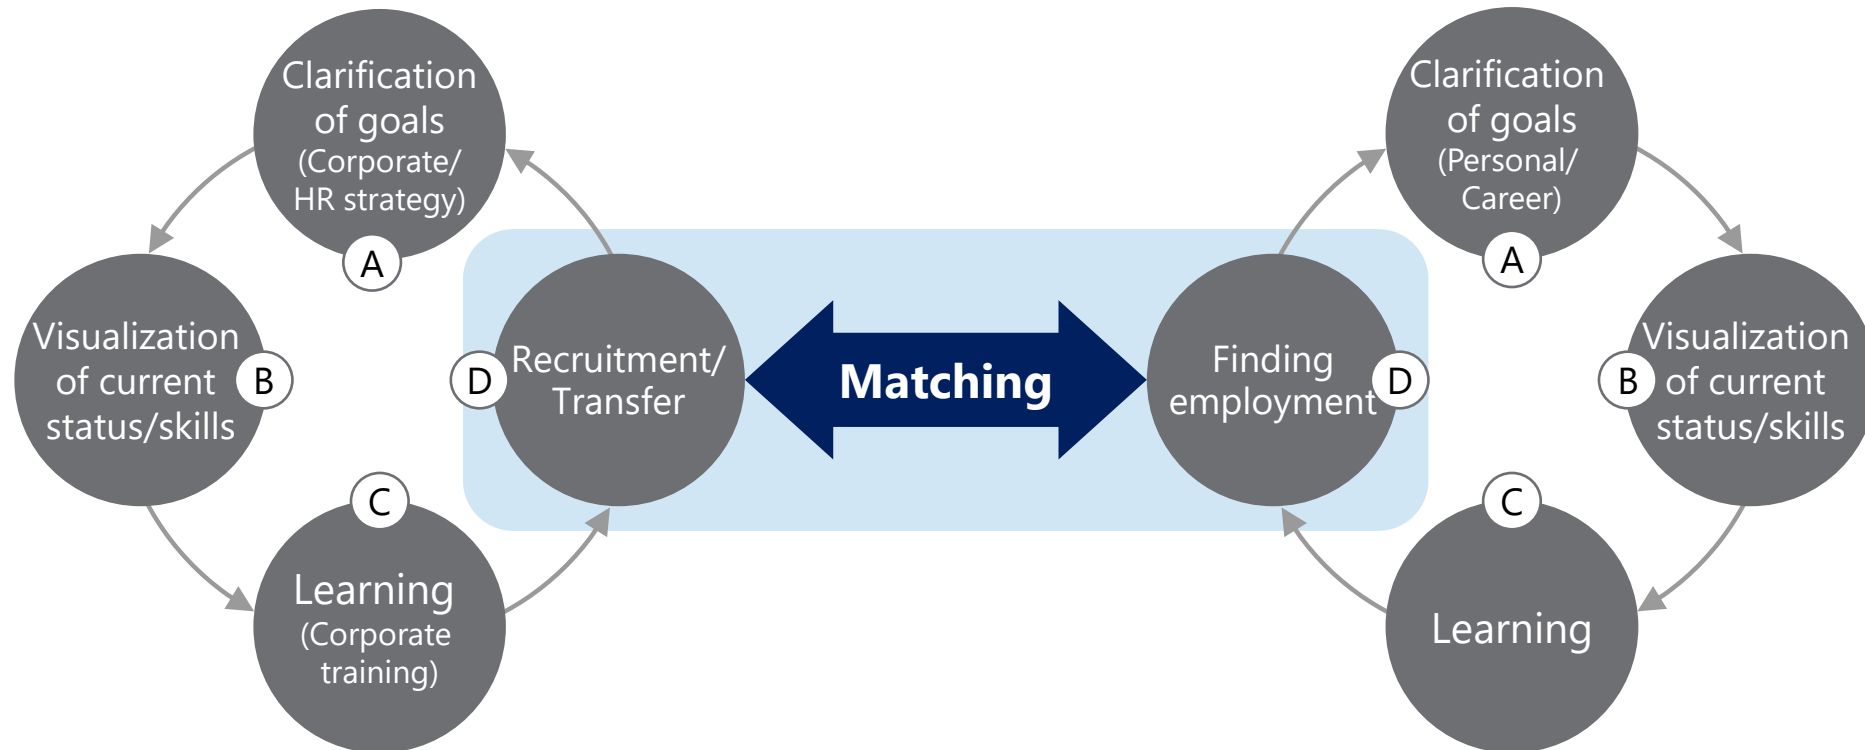 Clarification
of goals
(Corporate/
HR strategy)
A
Visualization
of current
status/skills
B
C
Learning
(Corporate
training)
D
Recruitment/
Transfer
Matching
Finding
employment
D
Clarification
of goals
(Personal/
Career)
A
B
Visualization
of current
status/skills
C
Learning